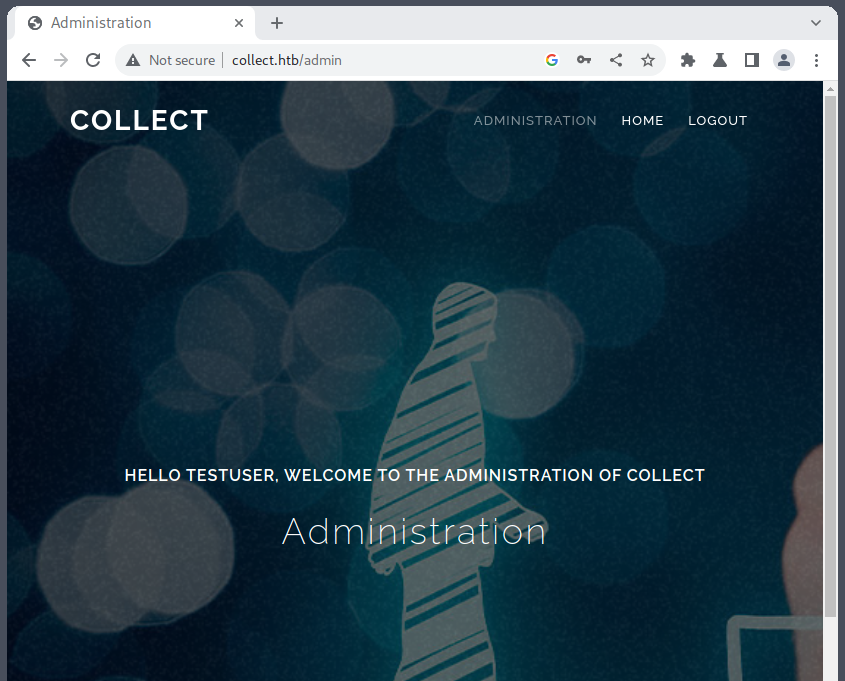 Administration
Not secure collect.htb/admin
COLLECT
ADMINISTRATION HOME LOGOUT
HELLO TESTUSER, WELCOME TO THE ADMINISTRATION OF COLLECT
Administration